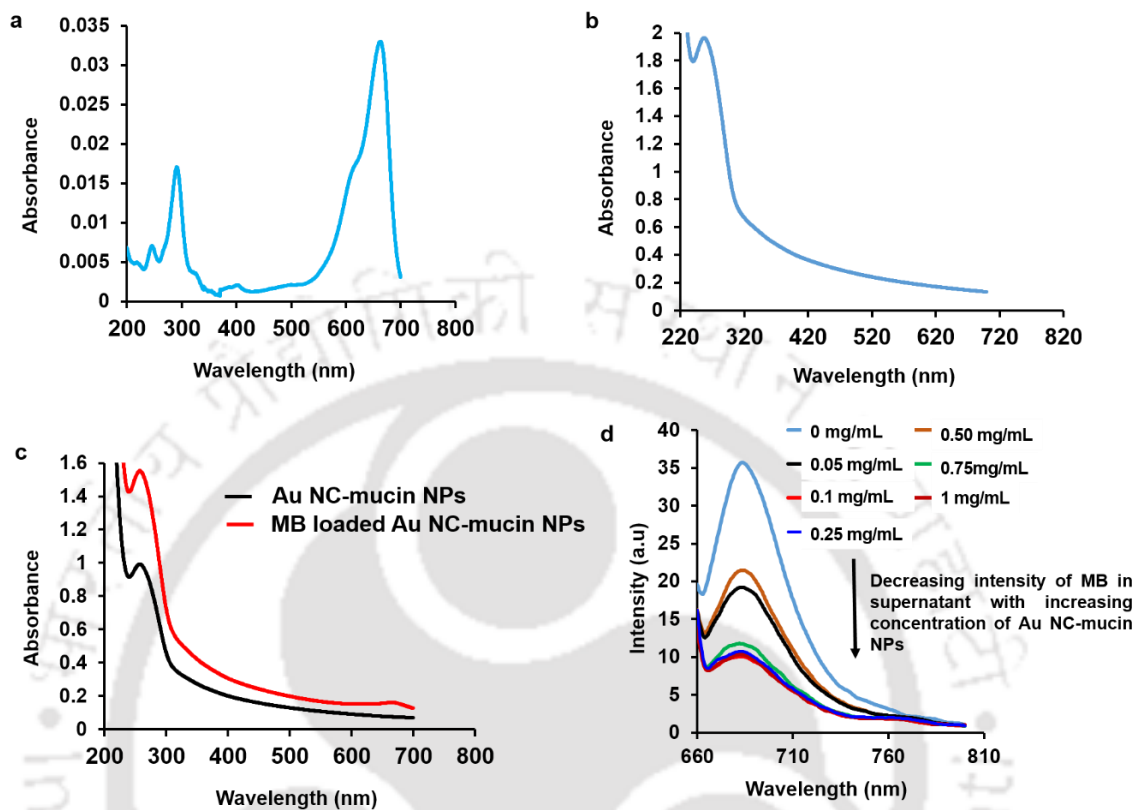 a
0.035
0.03
0.025
0.02
0.015
0.01
0.005
0
Absorbance
200 300 400 500 600 700 800
Wavelength (nm)
b
2
1.8
1.6
1.4
1.2
1
0.8
0.6
0.4
0.2
0
Absorbance
220 320 420 520 620 720 820
Wavelength (nm)
c
1.6
1.4
1.2
1
0.8
0.6
0.4
0.2
0
Absorbance
Au NC-mucin NPs
MB loaded Au NC-mucin NPs
200 300 400 500 600 700 800
Wavelength (nm)
d
40
35
30
25
20
15
10
5
0
Intensity (a.u)
0 mg/mL 0.50 mg/mL
0.05 mg/mL 0.75mg/mL
0.1 mg/mL 1 mg/mL
0.25 mg/mL
Decreasing intensity of MB in
supernatant with increasing
concentration of Au NC-mucin
NPs
660 710 760 810
Wavelength (nm)